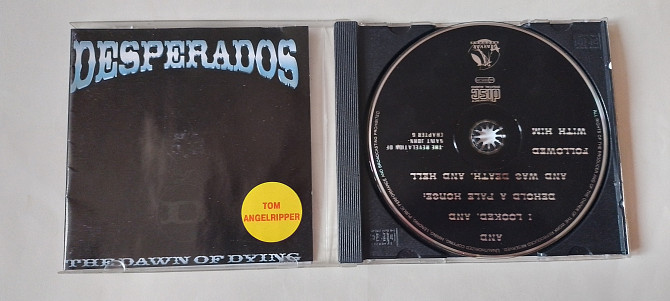 DESPERADOS
TOM
ANGELRIPPER
THE DAWN OF DYING
AND
I LOOKED, AND
BEHOLD A PALE HORSE:
AND WAS DEATH, AND HELL
FOLLOWED
WITH HIM
-THE REVELATION OF
SAINT JOHN-
CHAPTER 6
disc